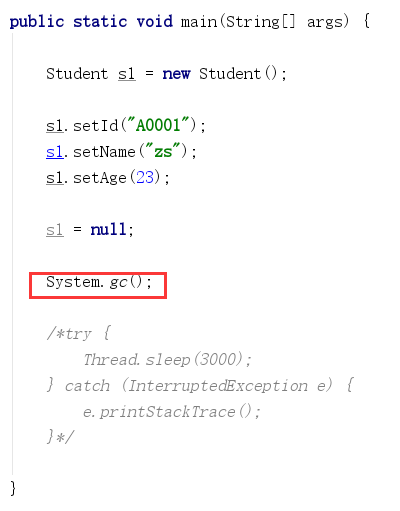 public static void main(String[] args) {
Student s1 = new Student();
s1.setId("A0001");
s1.setName("zs");
s1.setAge(23);
s1 = null;
System.gc();
/*try {
Thread.sleep(3000);
} catch (InterruptedException e) {
e.printStackTrace();
}*/
}